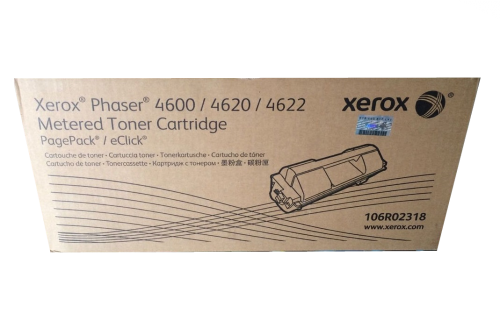 Xerox® Phaser® 4600 / 4620 / 4622
Metered Toner Cartridge
PagePack® / eClick®
Cartouche de toner • Cartuccia toner • Tonerkartusche • Cartucho de tóner
Cartucho do toner • Tonercassette • Картридж с тонером • 墨粉盒 • 碳粉匣
xerox
106R02318
www.xerox.com